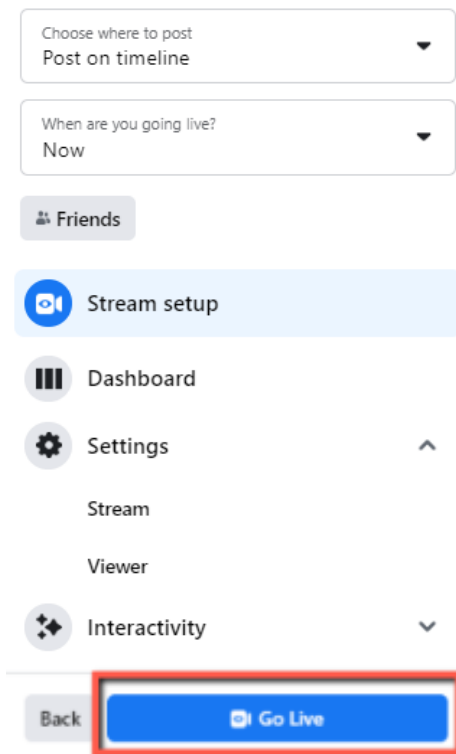 Choose where to post
Post on timeline
When are you going live?
Now
Friends
Stream setup
Dashboard
Settings
Stream
Viewer
Interactivity
Back
Go Live